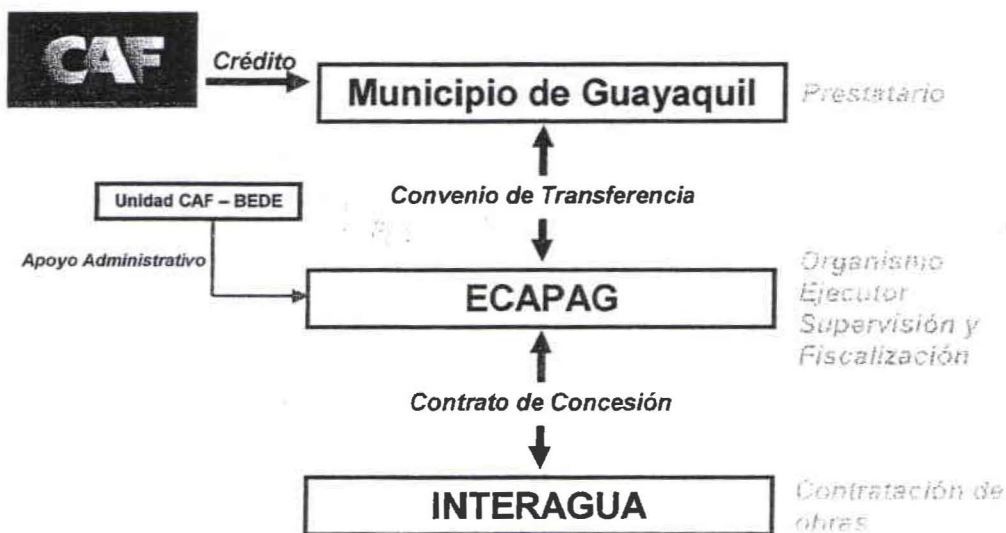 CAF
Crédito
Municipio de Guayaquil
Prestatario
Convenio de Transferencia
Unidad CAF – BEDE
Apoyo Administrativo
ECAPAG
Organismo
Ejecutor
Supervisión y
Fiscalización
Contrato de Concesión
INTERAGUA
Contratación de
obras